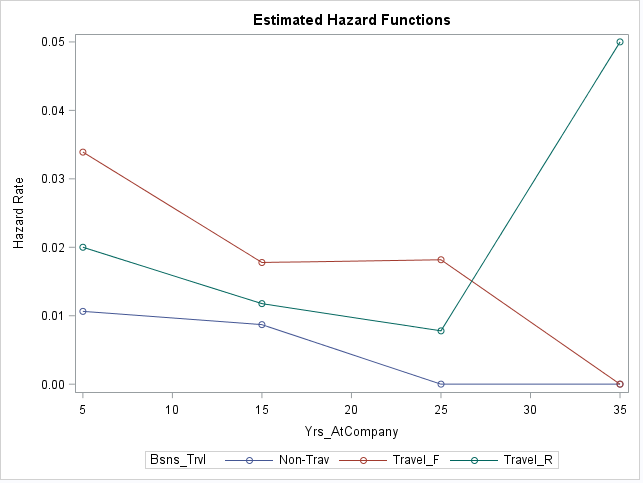 Estimated Hazard Functions
0.05
0.04
0.03
0.02
0.01
0.00
Hazard Rate
5 10 15 20 25 30 35
Yrs_AtCompany
Bsns_Trvl Non-Trav Travel_F Travel_R